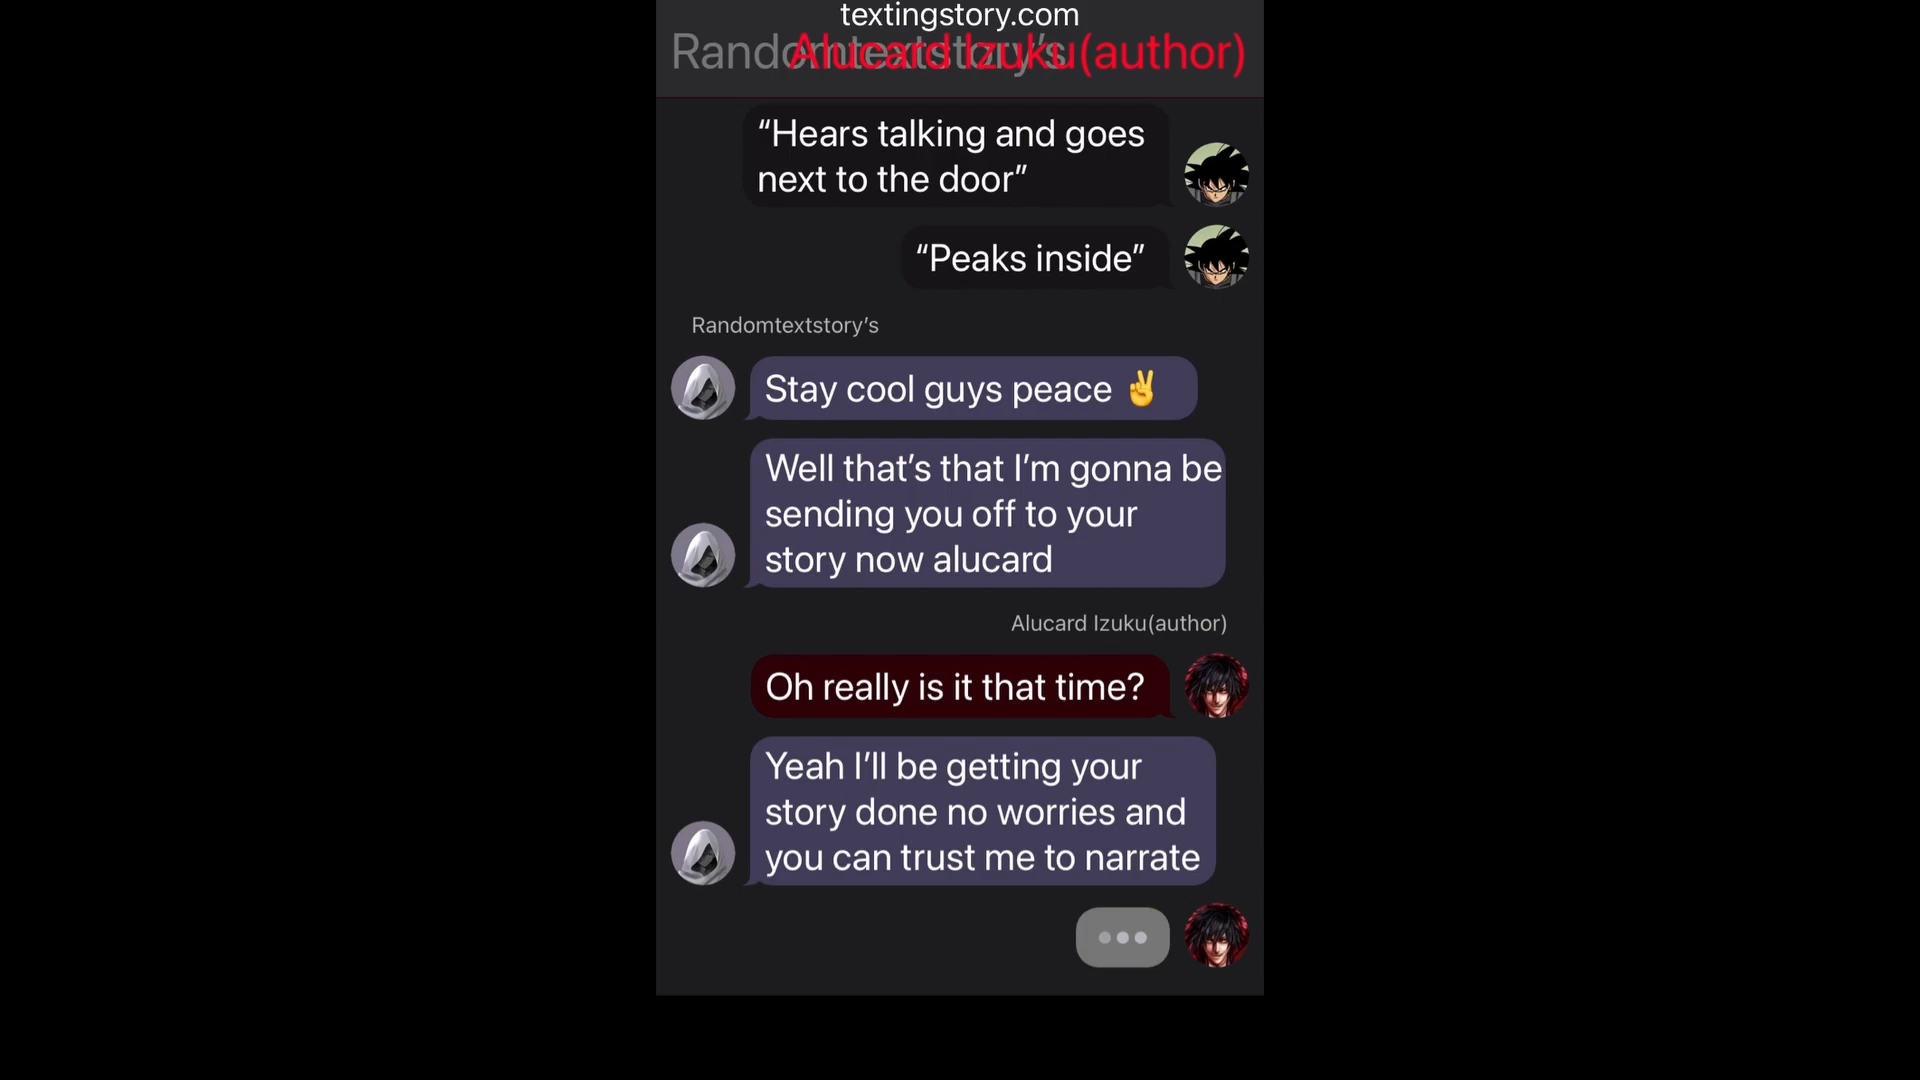 textingstory.com
Randomtextstory’s
Alucard Izuku(author)
“Hears talking and goes
next to the door”
“Peaks inside”
Randomtextstory’s
Stay cool guys peace ✌️
Well that’s that I’m gonna be
sending you off to your
story now alucard
Alucard Izuku(author)
Oh really is it that time?
Yeah I’ll be getting your
story done no worries and
you can trust me to narrate